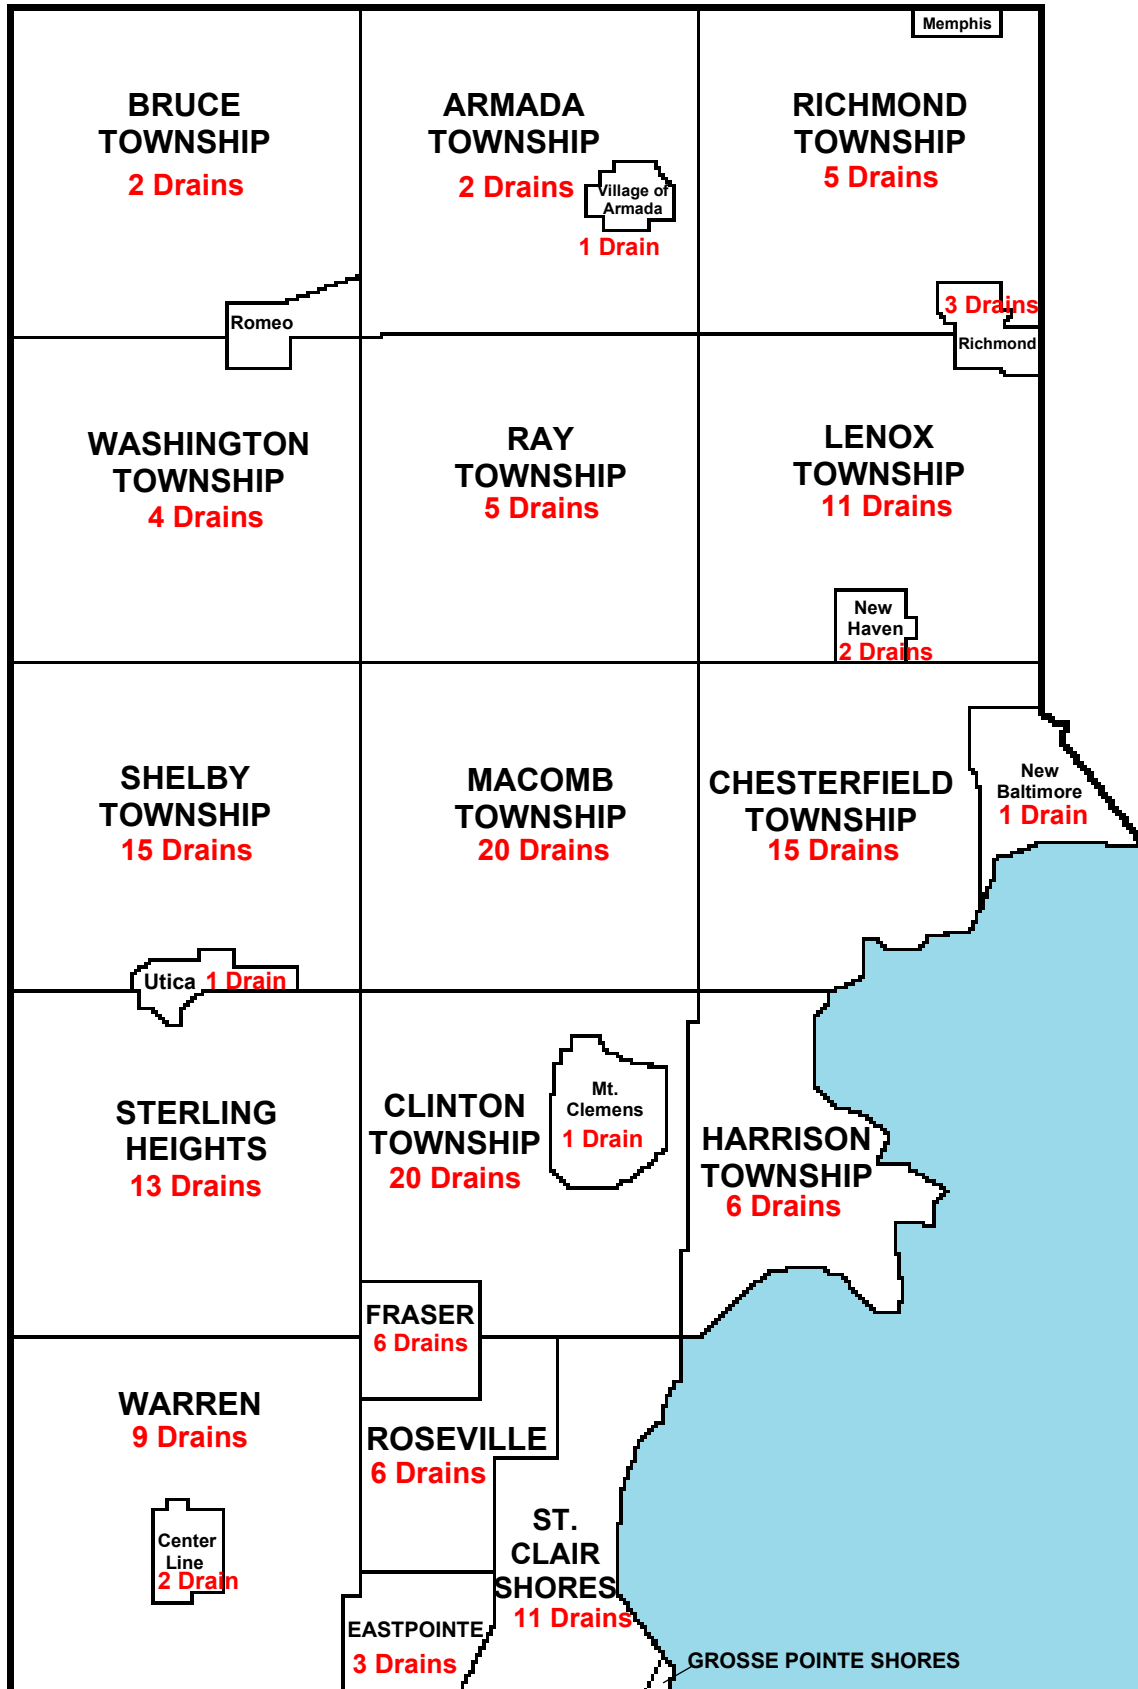 Memphis
BRUCE
TOWNSHIP
2 Drains
ARMADA
TOWNSHIP
2 Drains
Village of
Armada
1 Drain
RICHMOND
TOWNSHIP
5 Drains
Romeo
3 Drains
Richmond
WASHINGTON
TOWNSHIP
4 Drains
RAY
TOWNSHIP
5 Drains
LENOX
TOWNSHIP
11 Drains
New
Haven
2 Drains
SHELBY
TOWNSHIP
15 Drains
MACOMB
TOWNSHIP
20 Drains
CHESTERFIELD
TOWNSHIP
15 Drains
New
Baltimore
1 Drain
Utica 1 Drain
STERLING
HEIGHTS
13 Drains
CLINTON
TOWNSHIP
20 Drains
Mt.
Clemens
1 Drain
HARRISON
TOWNSHIP
6 Drains
FRASER
6 Drains
WARREN
9 Drains
ROSEVILLE
6 Drains
Center
Line
2 Drain
ST.
CLAIR
SHORES
11 Drains
EASTPOINTE
3 Drains
GROSSE POINTE SHORES